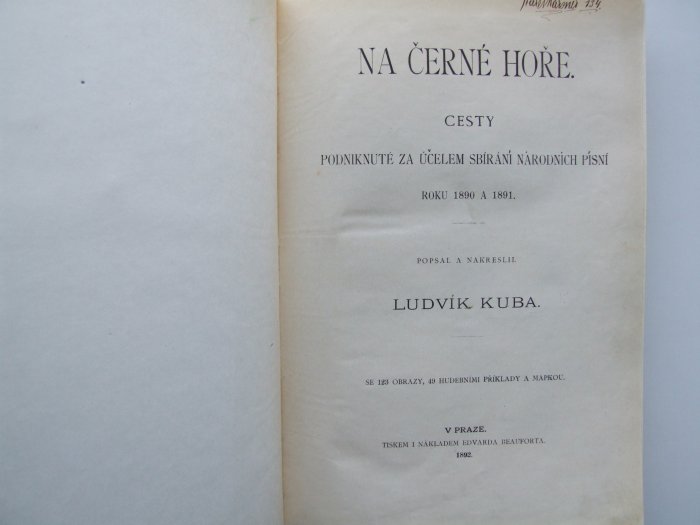 NA ČERNÉ HOŘE.
CESTY
PODNIKNUTÉ ZA ÚČELEM SBÍRÁNÍ NÁRODNÍCH PÍSNÍ
ROKU 1890 A 1891.
POPSAL A NAKRESLIL
LUDVÍK KUBA.
SE 123 OBRAZY, 49 HUDEBNÍMI PŘÍKLADY A MAPKOU.
V PRAZE.
TISKEM I NÁKLADEM EDVARDA BEAUFORTA.
1892.